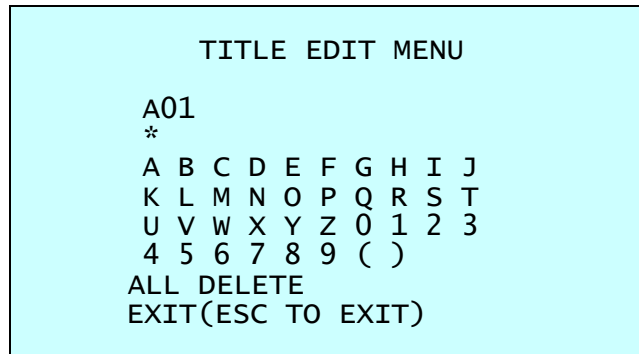 TITLE EDIT MENU
A01
*
A B C D E F G H I J
K L M N O P Q R S T
U V W X Y Z 0 1 2 3
4 5 6 7 8 9 ( )
ALL DELETE
EXIT(ESC TO EXIT)